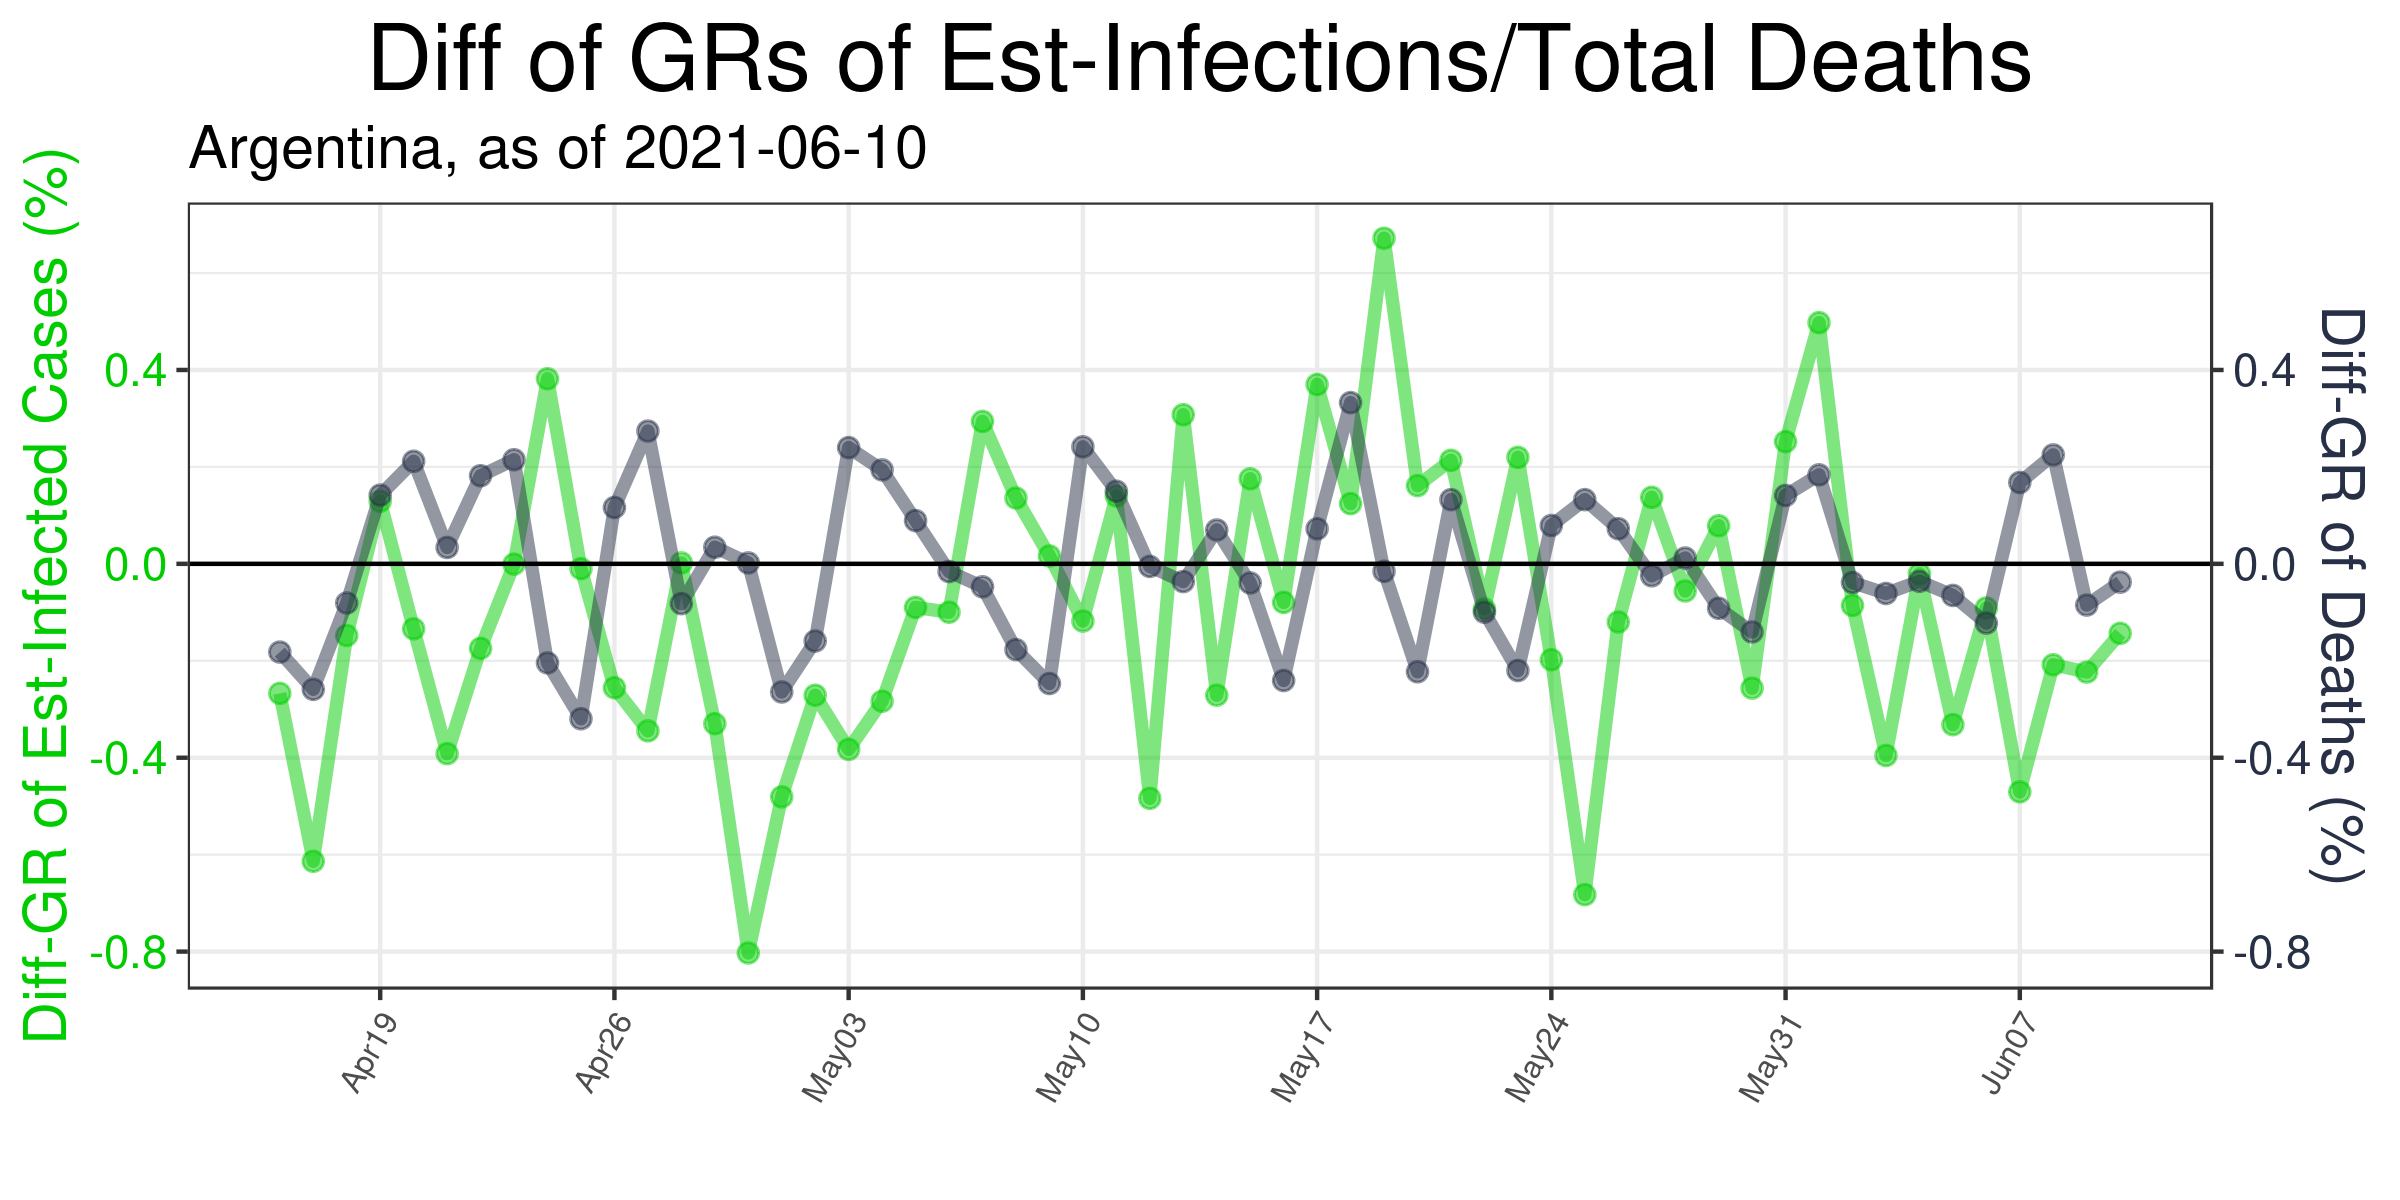 Diff of GRs of Est-Infections/Total Deaths
Argentina, as of 2021-06-10
Diff-GR of Est-Infected Cases (%)
0.4
0.0
-0.4
-0.8
0.4
0.0
-0.4
-0.8
Diff-GR of Deaths (%)
Apr19
Apr26
May03
May10
May17
May24
May31
Jun07